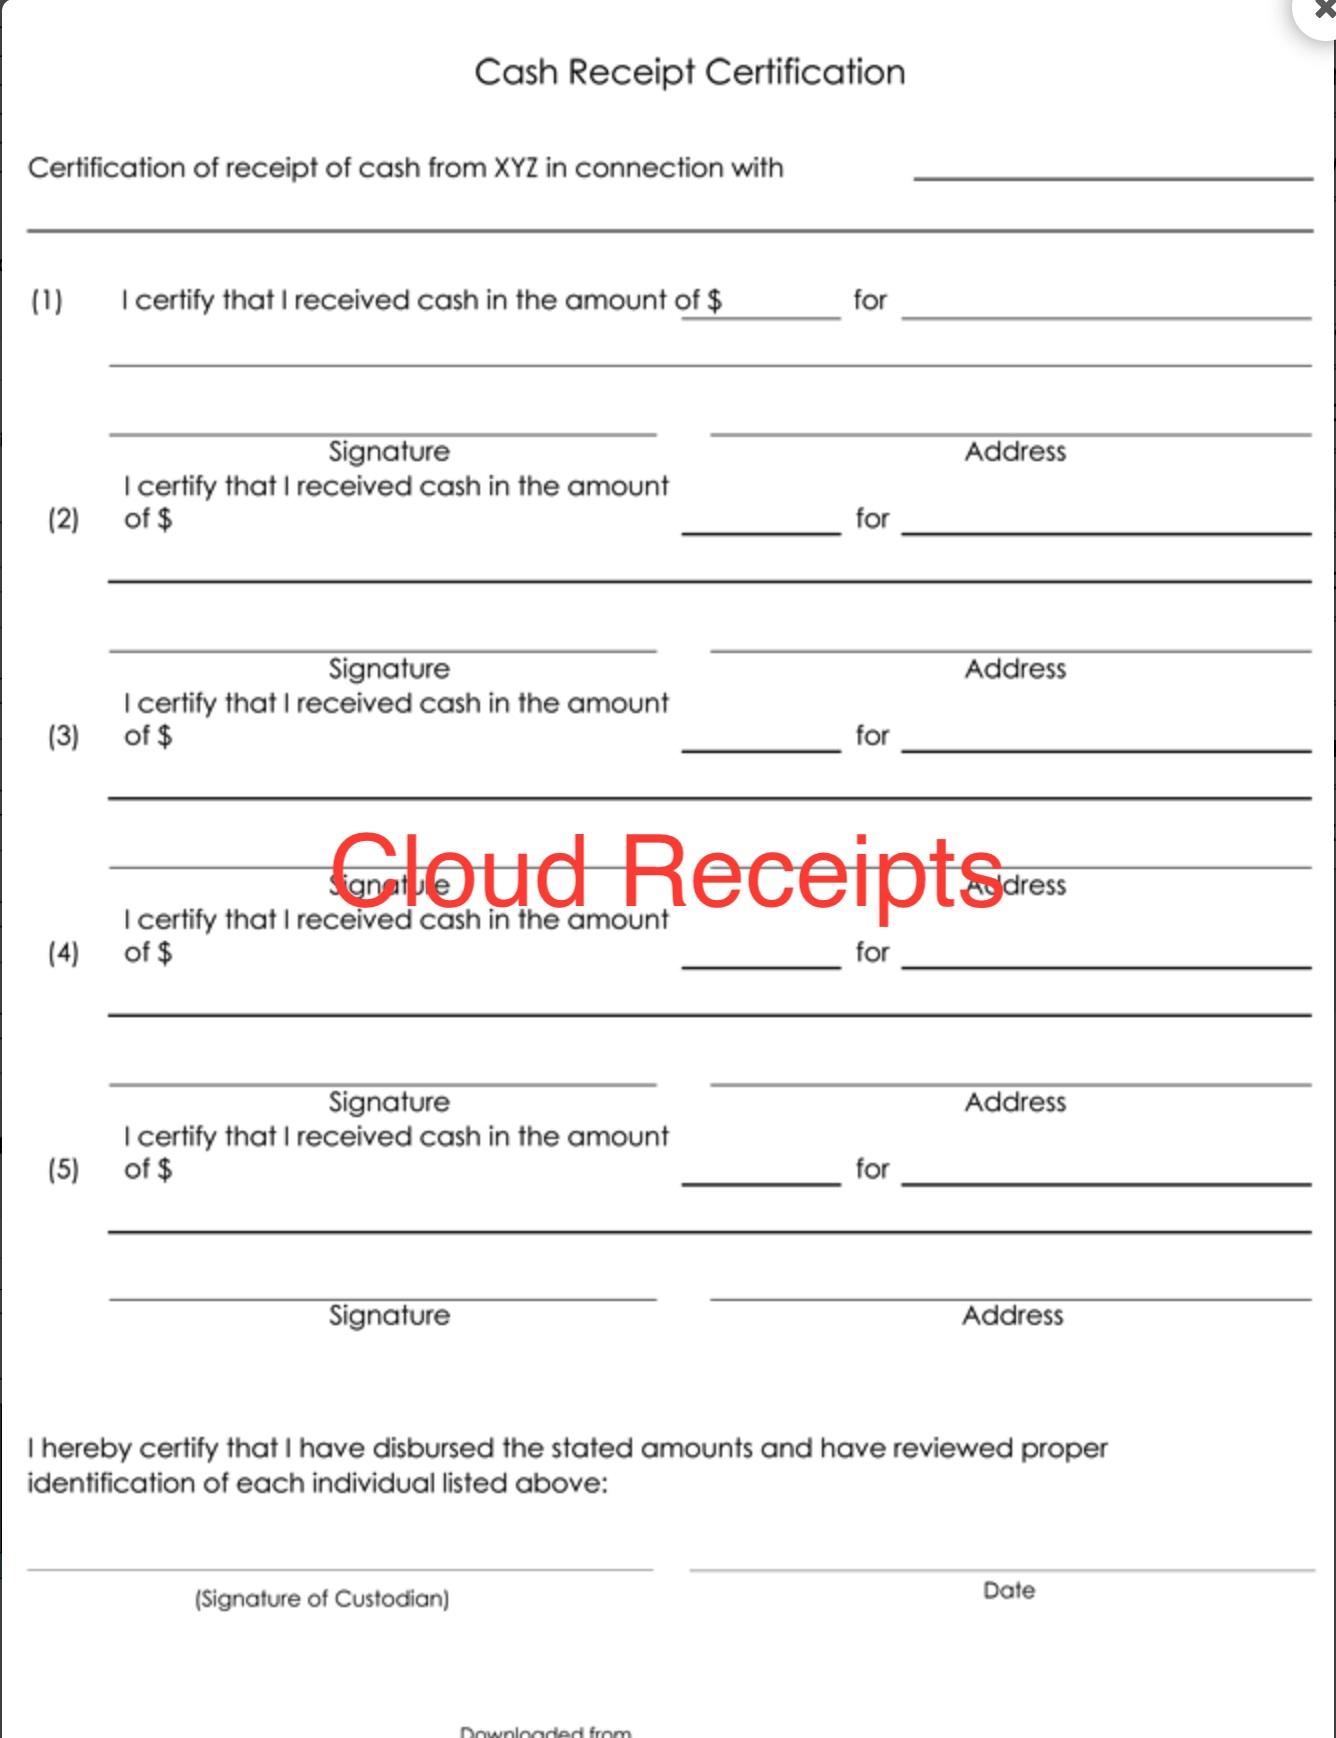 Cash Receipt Certification
Certification of receipt of cash from XYZ in connection with
(1) I certify that I received cash in the amount of $ for
Signature Address
I certify that I received cash in the amount
(2) of $ for
Signature Address
I certify that I received cash in the amount
(3) of $ for
Cloud Receipts
Signature Address
I certify that I received cash in the amount
(4) of $ for
Signature Address
I certify that I received cash in the amount
(5) of $ for
Signature Address
I hereby certify that I have disbursed the stated amounts and have reviewed proper
identification of each individual listed above:
(Signature of Custodian) Date
Downloaded from